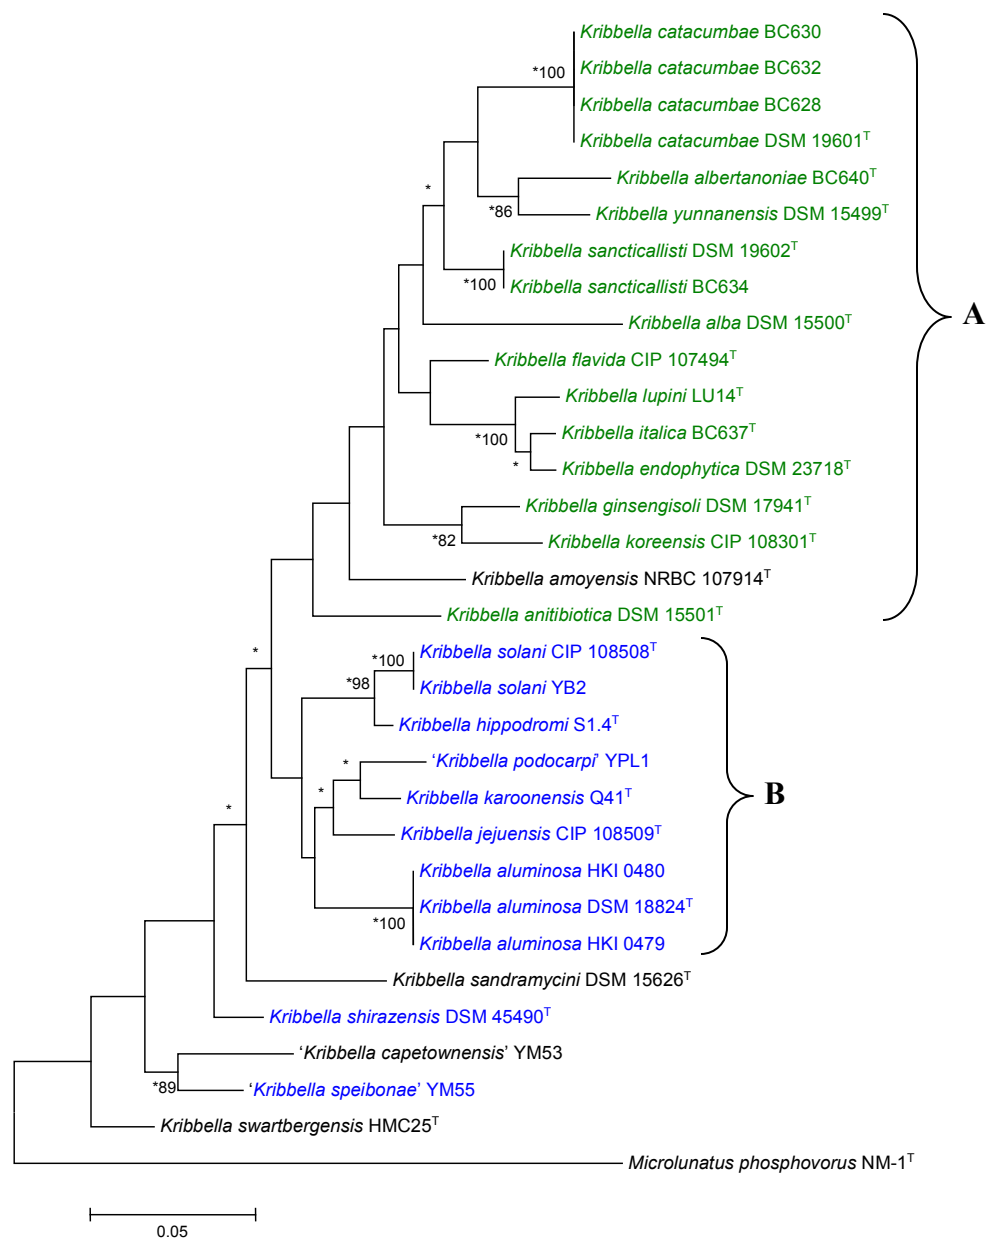 Kribbella catacumbae BC630
*100
Kribbella catacumbae BC632
Kribbella catacumbae BC628
Kribbella catacumbae DSM 19601T
Kribbella albertanoniae BC640T
*
*86
Kribbella yunnanensis DSM 15499T
Kribbella sancticallisti DSM 19602T
*100
Kribbella sancticallisti BC634
A
Kribbella alba DSM 15500T
Kribbella flavida CIP 107494T
Kribbella lupini LU14T
*100
Kribbella italica BC637T
*
Kribbella endophytica DSM 23718T
Kribbella ginsengisoli DSM 17941T
*82
Kribbella koreensis CIP 108301T
Kribbella amoyensis NRBC 107914T
Kribbella anitibiotica DSM 15501T
*
*100
Kribbella solani CIP 108508T
*98
Kribbella solani YB2
Kribbella hippodromi S1.4T
*
'Kribbella podocarpi' YPL1
*
Kribbella karoonensis Q41T
B
*
Kribbella jejuensis CIP 108509T
Kribbella aluminosa HKI 0480
Kribbella aluminosa DSM 18824T
*100
Kribbella aluminosa HKI 0479
Kribbella sandramycini DSM 15626T
Kribbella shirazensis DSM 45490T
'Kribbella capetownensis' YM53
*89
'Kribbella speibonae' YM55
Kribbella swartbergensis HMC25T
Microlunatus phosphovorus NM-1T
0.05